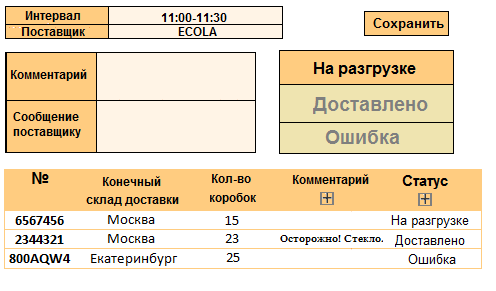 Интервал 11:00-11:30 Сохранить
Поставщик ECOLA
Комментарий
Сообщение
поставщику
На разгрузке
Доставлено
Ошибка
№ Конечный склад доставки Кол-во коробок Комментарий Статус
6567456 Москва 15 На разгрузке
2344321 Москва 23 Осторожно! Стекло. Доставлено
800AQW4 Екатеринбург 25 Ошибка